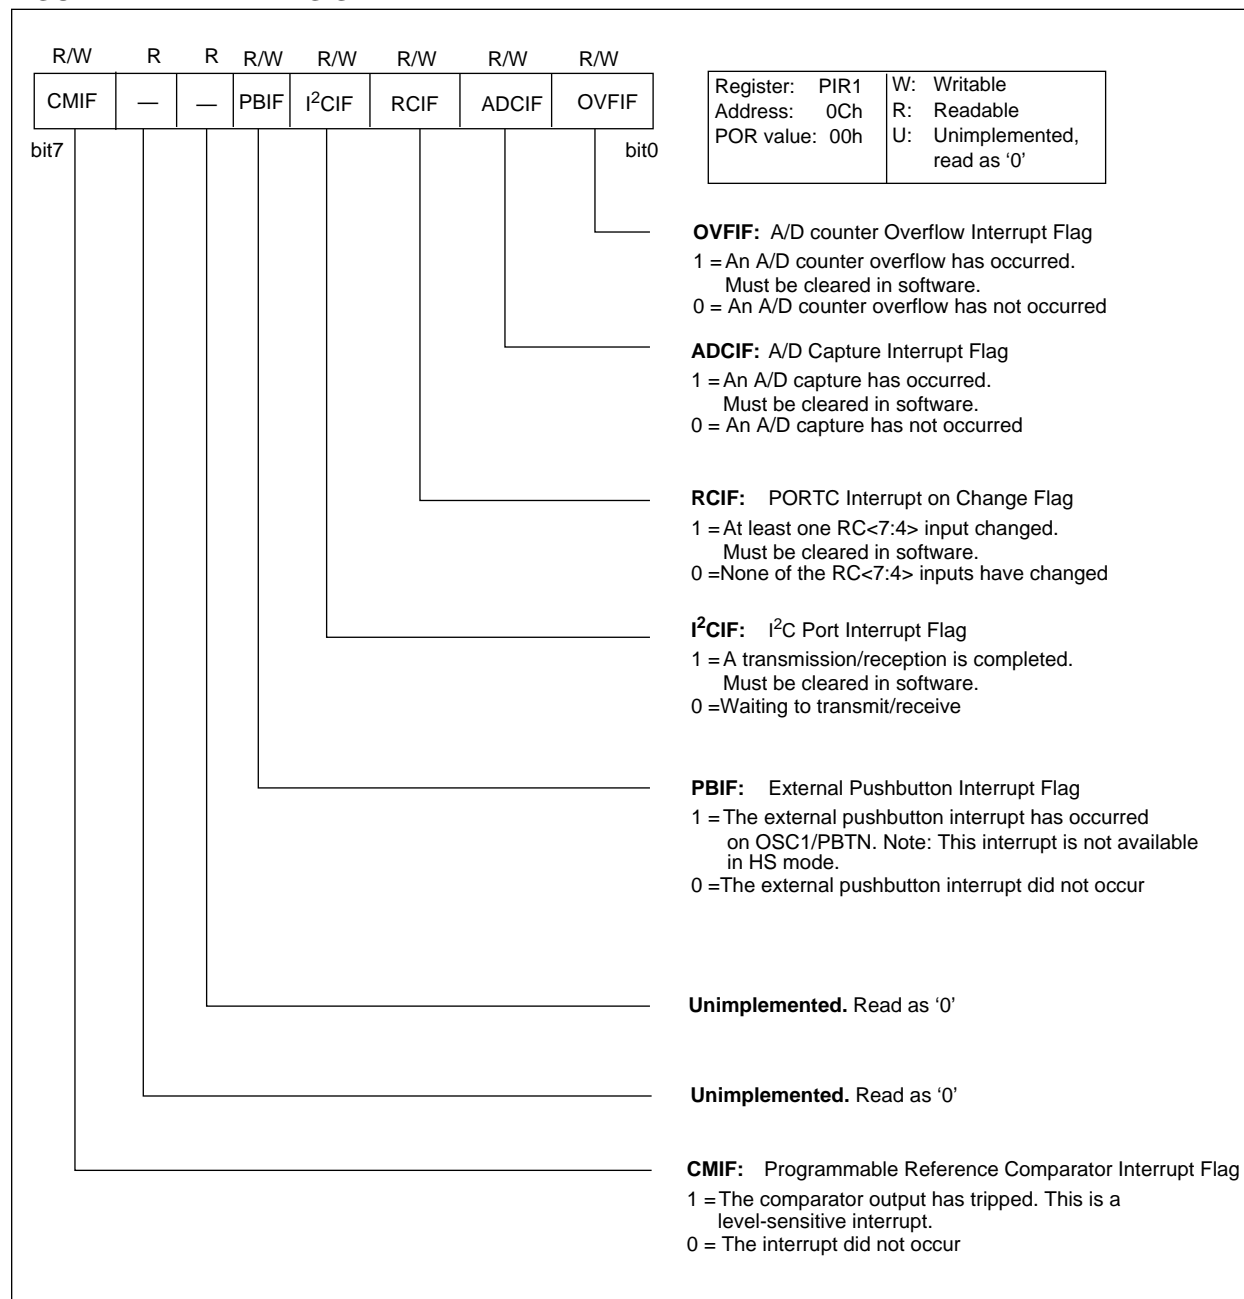 R/W R R R/W R/W R/W R/W R/W
CMIF — — PBIF I²CIF RCIF ADCIF OVFIF
bit7 bit0
Register: PIR1 W: Writable
Address: 0Ch R: Readable
POR value: 00h U: Unimplemented,
read as ‘0’
OVFIF: A/D counter Overflow Interrupt Flag
1 = An A/D counter overflow has occurred.
Must be cleared in software.
0 = An A/D counter overflow has not occurred
ADCIF: A/D Capture Interrupt Flag
1 = An A/D capture has occurred.
Must be cleared in software.
0 = An A/D capture has not occurred
RCIF: PORTC Interrupt on Change Flag
1 = At least one RC<7:4> input changed.
Must be cleared in software.
0 =None of the RC<7:4> inputs have changed
I²CIF: I²C Port Interrupt Flag
1 = A transmission/reception is completed.
Must be cleared in software.
0 =Waiting to transmit/receive
PBIF: External Pushbutton Interrupt Flag
1 = The external pushbutton interrupt has occurred
on OSC1/PBTN. Note: This interrupt is not available
in HS mode.
0 =The external pushbutton interrupt did not occur
Unimplemented. Read as ‘0’
Unimplemented. Read as ‘0’
CMIF: Programmable Reference Comparator Interrupt Flag
1 = The comparator output has tripped. This is a
level-sensitive interrupt.
0 = The interrupt did not occur